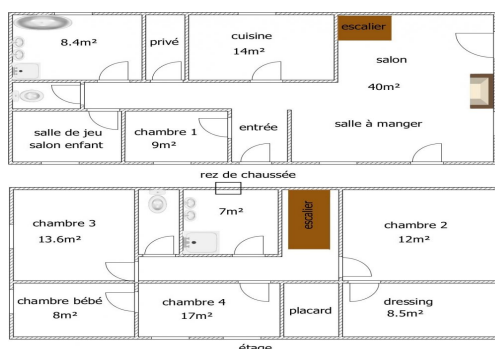 8.4m²
privé
cuisine
14m²
escalier
salon
40m²
salle à manger
salle de jeu
salon enfant
chambre 1
9m²
entrée
rez de chaussée
chambre 3
13.6m²
7m²
escalier
chambre 2
12m²
chambre bébé
8m²
chambre 4
17m²
placard
dressing
8.5m²
étage